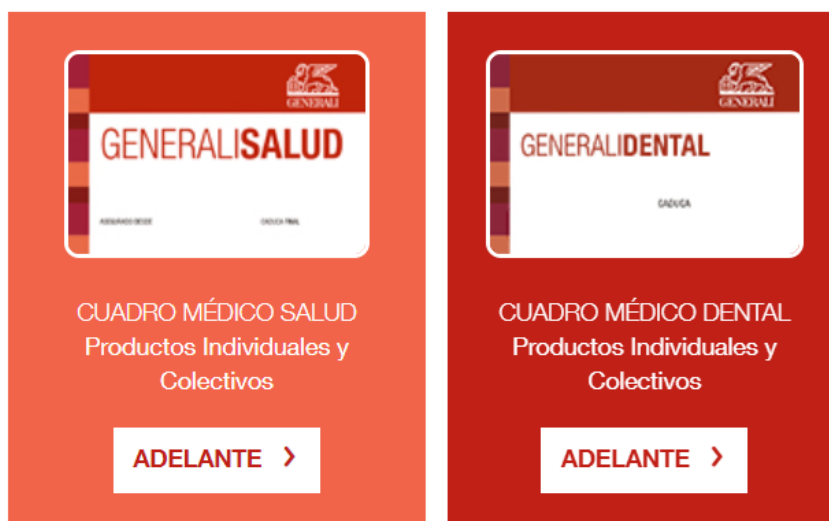 GENERALI
GENERALISALUD
ASEGURADO DESDE
CADUCA FINAL
CUADRO MÉDICO SALUD
Productos Individuales y
Colectivos
ADELANTE
GENERALI
GENERALIDENTAL
CADUCA
CUADRO MÉDICO DENTAL
Productos Individuales y
Colectivos
ADELANTE